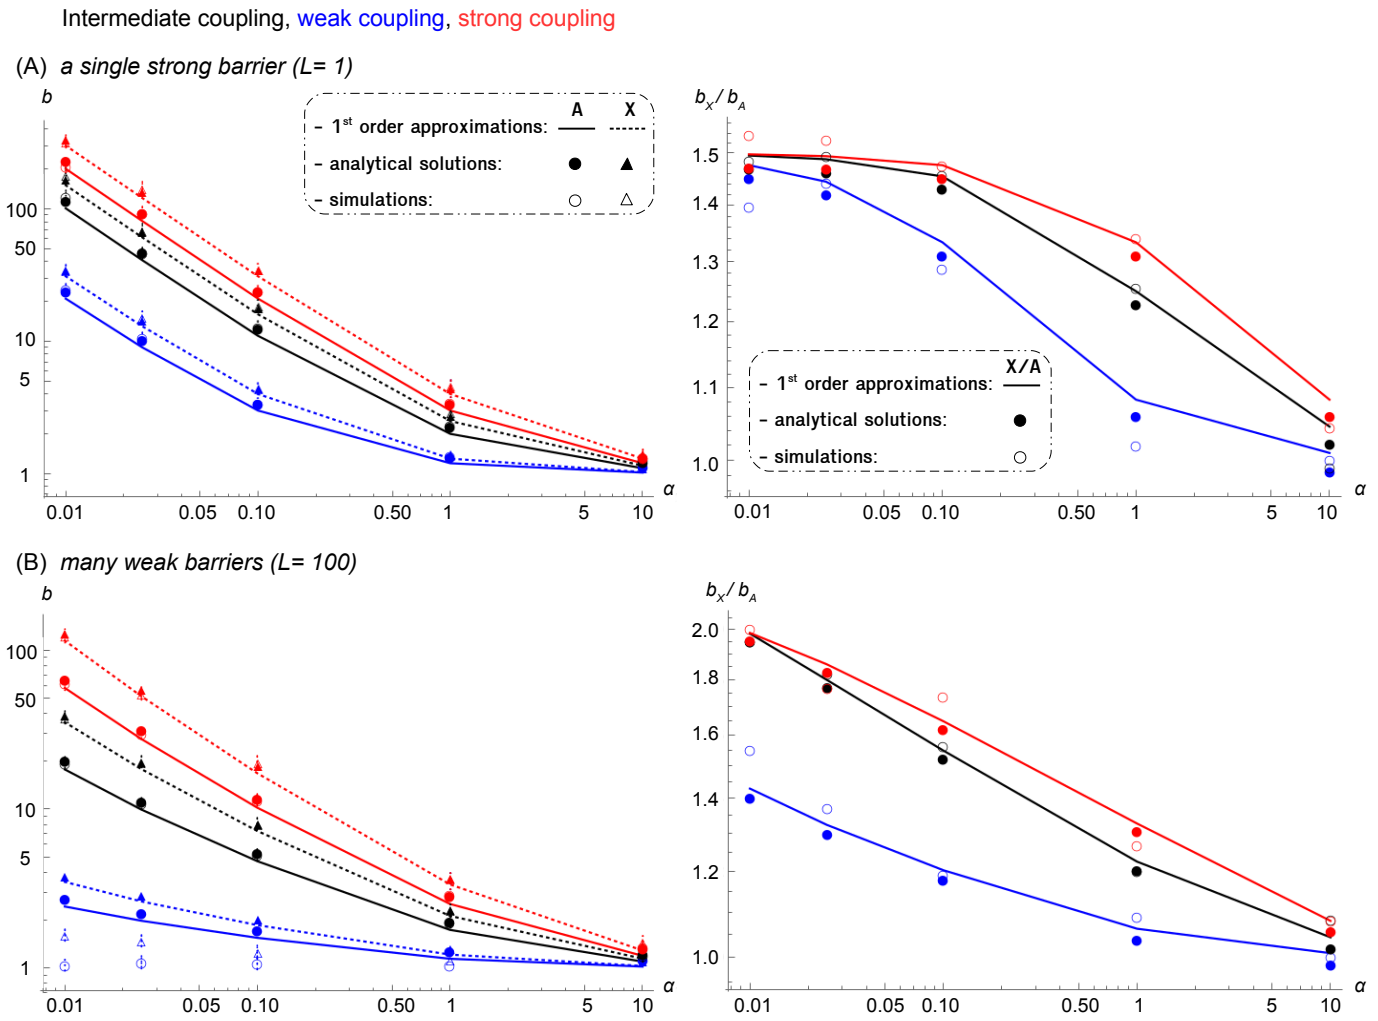 Intermediate coupling, weak coupling, strong coupling
(A) a single strong barrier (L= 1)
b
A X
– 1st order approximations:
– analytical solutions:
– simulations:
100
50
10
5
1
0.01 0.05 0.10 0.50 1 5 10
α
bX / bA
1.5
1.4
1.3
1.2
1.1
1.0
X/A
– 1st order approximations:
– analytical solutions:
– simulations:
0.01 0.05 0.10 0.50 1 5 10
α
(B) many weak barriers (L= 100)
b
100
50
10
5
1
0.01 0.05 0.10 0.50 1 5 10
α
bX / bA
2.0
1.8
1.6
1.4
1.2
1.0
0.01 0.05 0.10 0.50 1 5 10
α